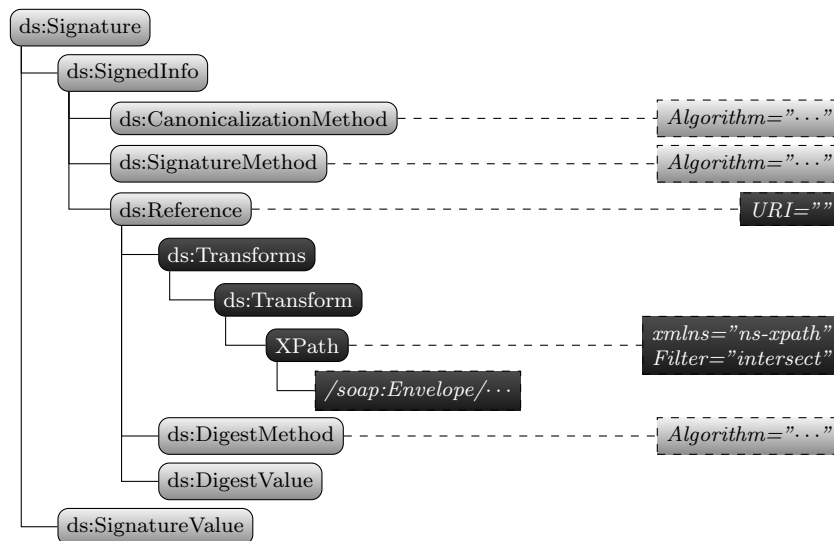 ds:Signature
ds:SignedInfo
ds:CanonicalizationMethod
Algorithm=”···”
ds:SignatureMethod
Algorithm=”···”
ds:Reference
URI=””
ds:Transforms
ds:Transform
XPath
xmlns=”ns-xpath”
Filter=”intersect”
/soap:Envelope/···
ds:DigestMethod
Algorithm=”···”
ds:DigestValue
ds:SignatureValue